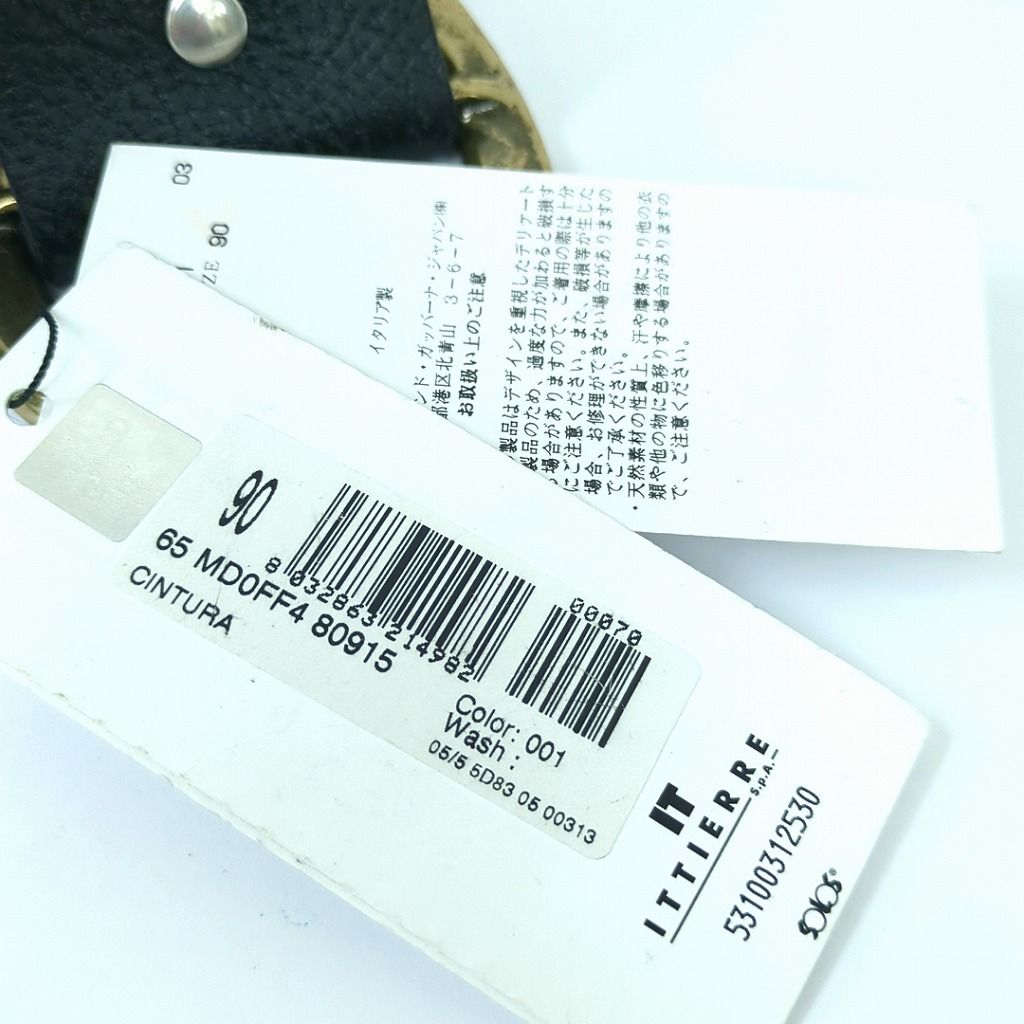 03
90
ZE
イタリア製
ンド・ガッバーナ・ジャパン㈱
都港区北青山 3-6-7
お取扱い上のご注意
製品はデザインを重視したデリケート
製品のため、過度な力が加わると破損す
場合がありますので、ご着用の際は十分
にご注意ください。また、破損等が生じた
場合、お修理ができない場合がありますの
でご了承ください。
・天然素材の性質上、汗や摩擦により他の衣
類や他の物に色移りする場合がありますの
で、ご注意ください。
90
8 032863 214982
00070
65 MD0FF4 80915
CINTURA
Color: 001
Wash :
05/5 5D83 05 00313
IT
ITTIERRE
S.p.A.
53100312530
SOLOS®